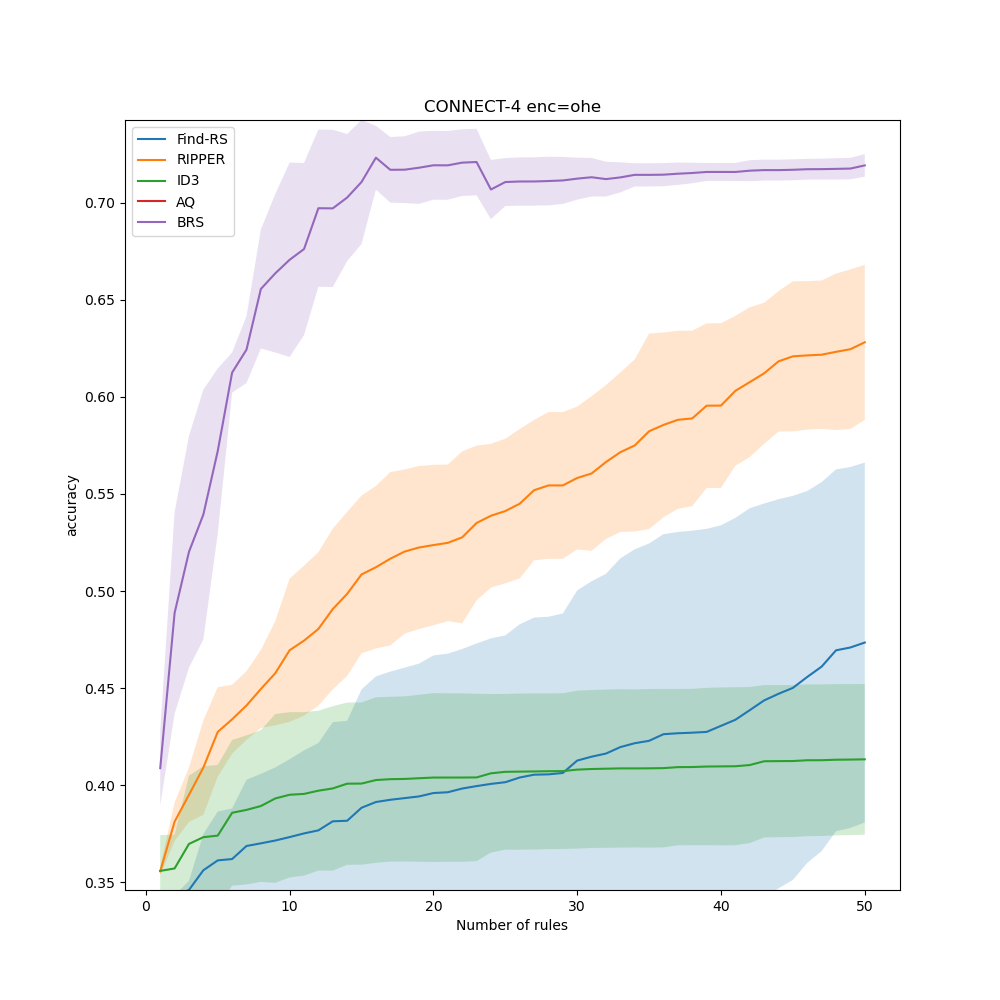 CONNECT-4 enc=ohe
Find-RS
RIPPER
ID3
AQ
BRS
0.70
0.65
0.60
0.55
0.50
0.45
0.40
0.35
accuracy
0 10 20 30 40 50
Number of rules